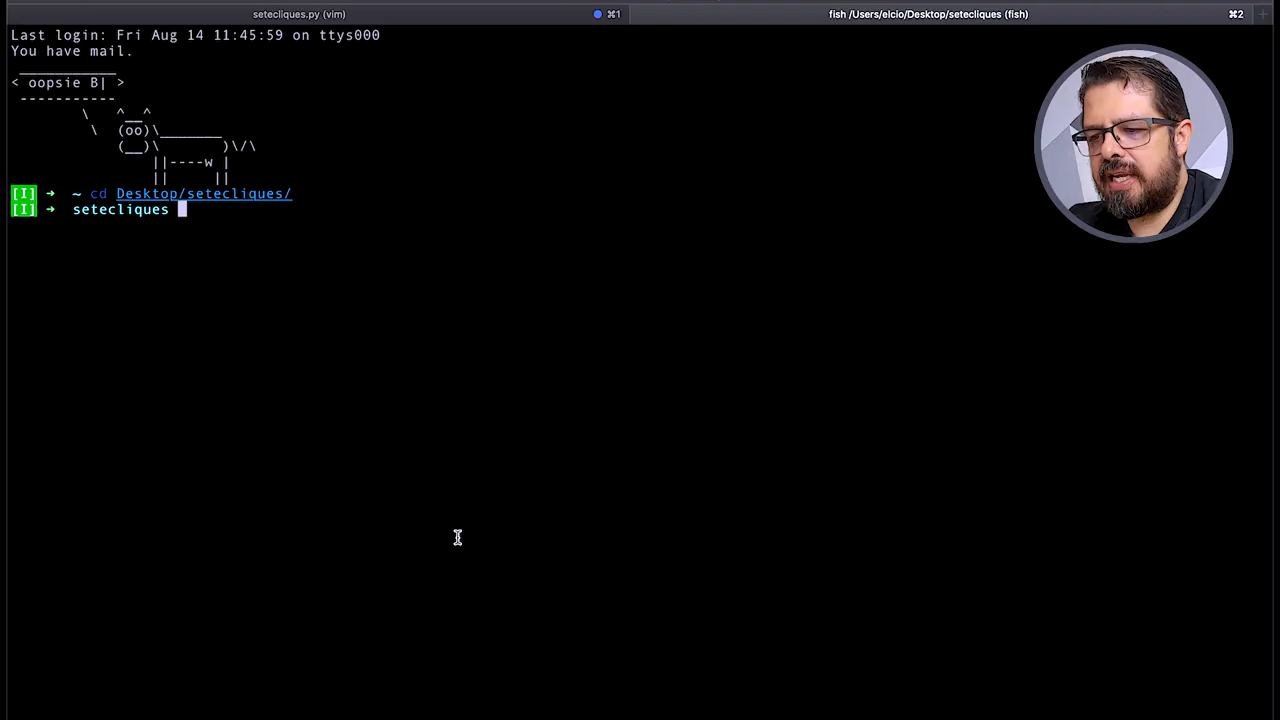 setecliques.py (vim) ⌘1 fish /Users/elcio/Desktop/setecliques (fish) ⌘2 +
Last login: Fri Aug 14 11:45:59 on ttys000
You have mail.
 ___________
< oopsie B| >
 -----------
        \   ^__^
         \  (oo)\_______
            (__)\       )\/\
                ||----w |
                ||     ||
[I] ➜ ~ cd Desktop/setecliques/
[I] ➜ setecliques